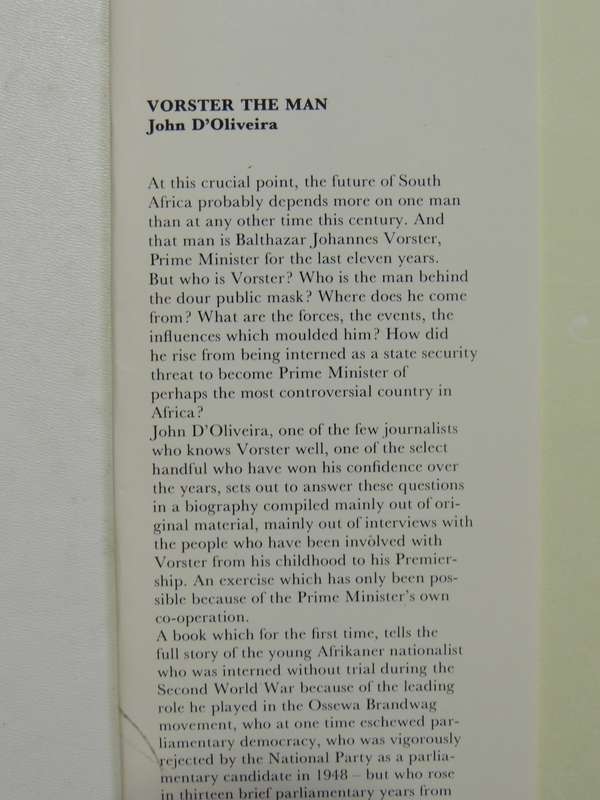 VORSTER THE MAN
John D'Oliveira
At this crucial point, the future of South
Africa probably depends more on one man
than at any other time this century. And
that man is Balthazar Johannes Vorster,
Prime Minister for the last eleven years.
But who is Vorster? Who is the man behind
the dour public mask? Where does he come
from? What are the forces, the events, the
influences which moulded him? How did
he rise from being interned as a state security
threat to become Prime Minister of
perhaps the most controversial country in
Africa?
John D'Oliveira, one of the few journalists
who knows Vorster well, one of the select
handful who have won his confidence over
the years, sets out to answer these questions
in a biography compiled mainly out of ori-
ginal material, mainly out of interviews with
the people who have been involved with
Vorster from his childhood to his Premier-
ship. An exercise which has only been pos-
sible because of the Prime Minister's own
co-operation.
A book which for the first time, tells the
full story of the young Afrikaner nationalist
who was interned without trial during the
Second World War because of the leading
role he played in the Ossewa Brandwag
movement, who at one time eschewed par-
liamentary democracy, who was vigorously
rejected by the National Party as a parlia-
mentary candidate in 1948 – but who rose
in thirteen brief parliamentary years from